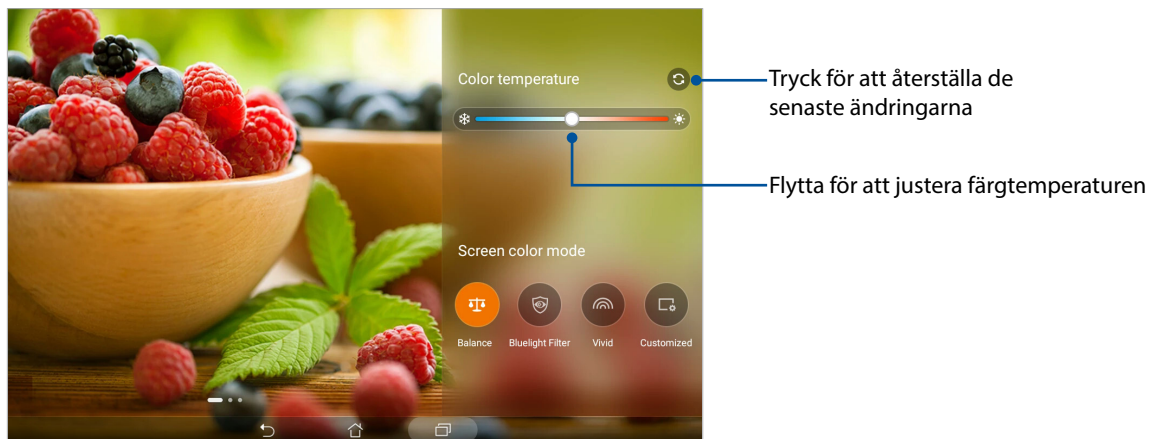 Color temperature
Tryck för att återställa de
senaste ändringarna
Flytta för att justera färgtemperaturen
Screen color mode
Balance
Bluelight Filter
Vivid
Customized